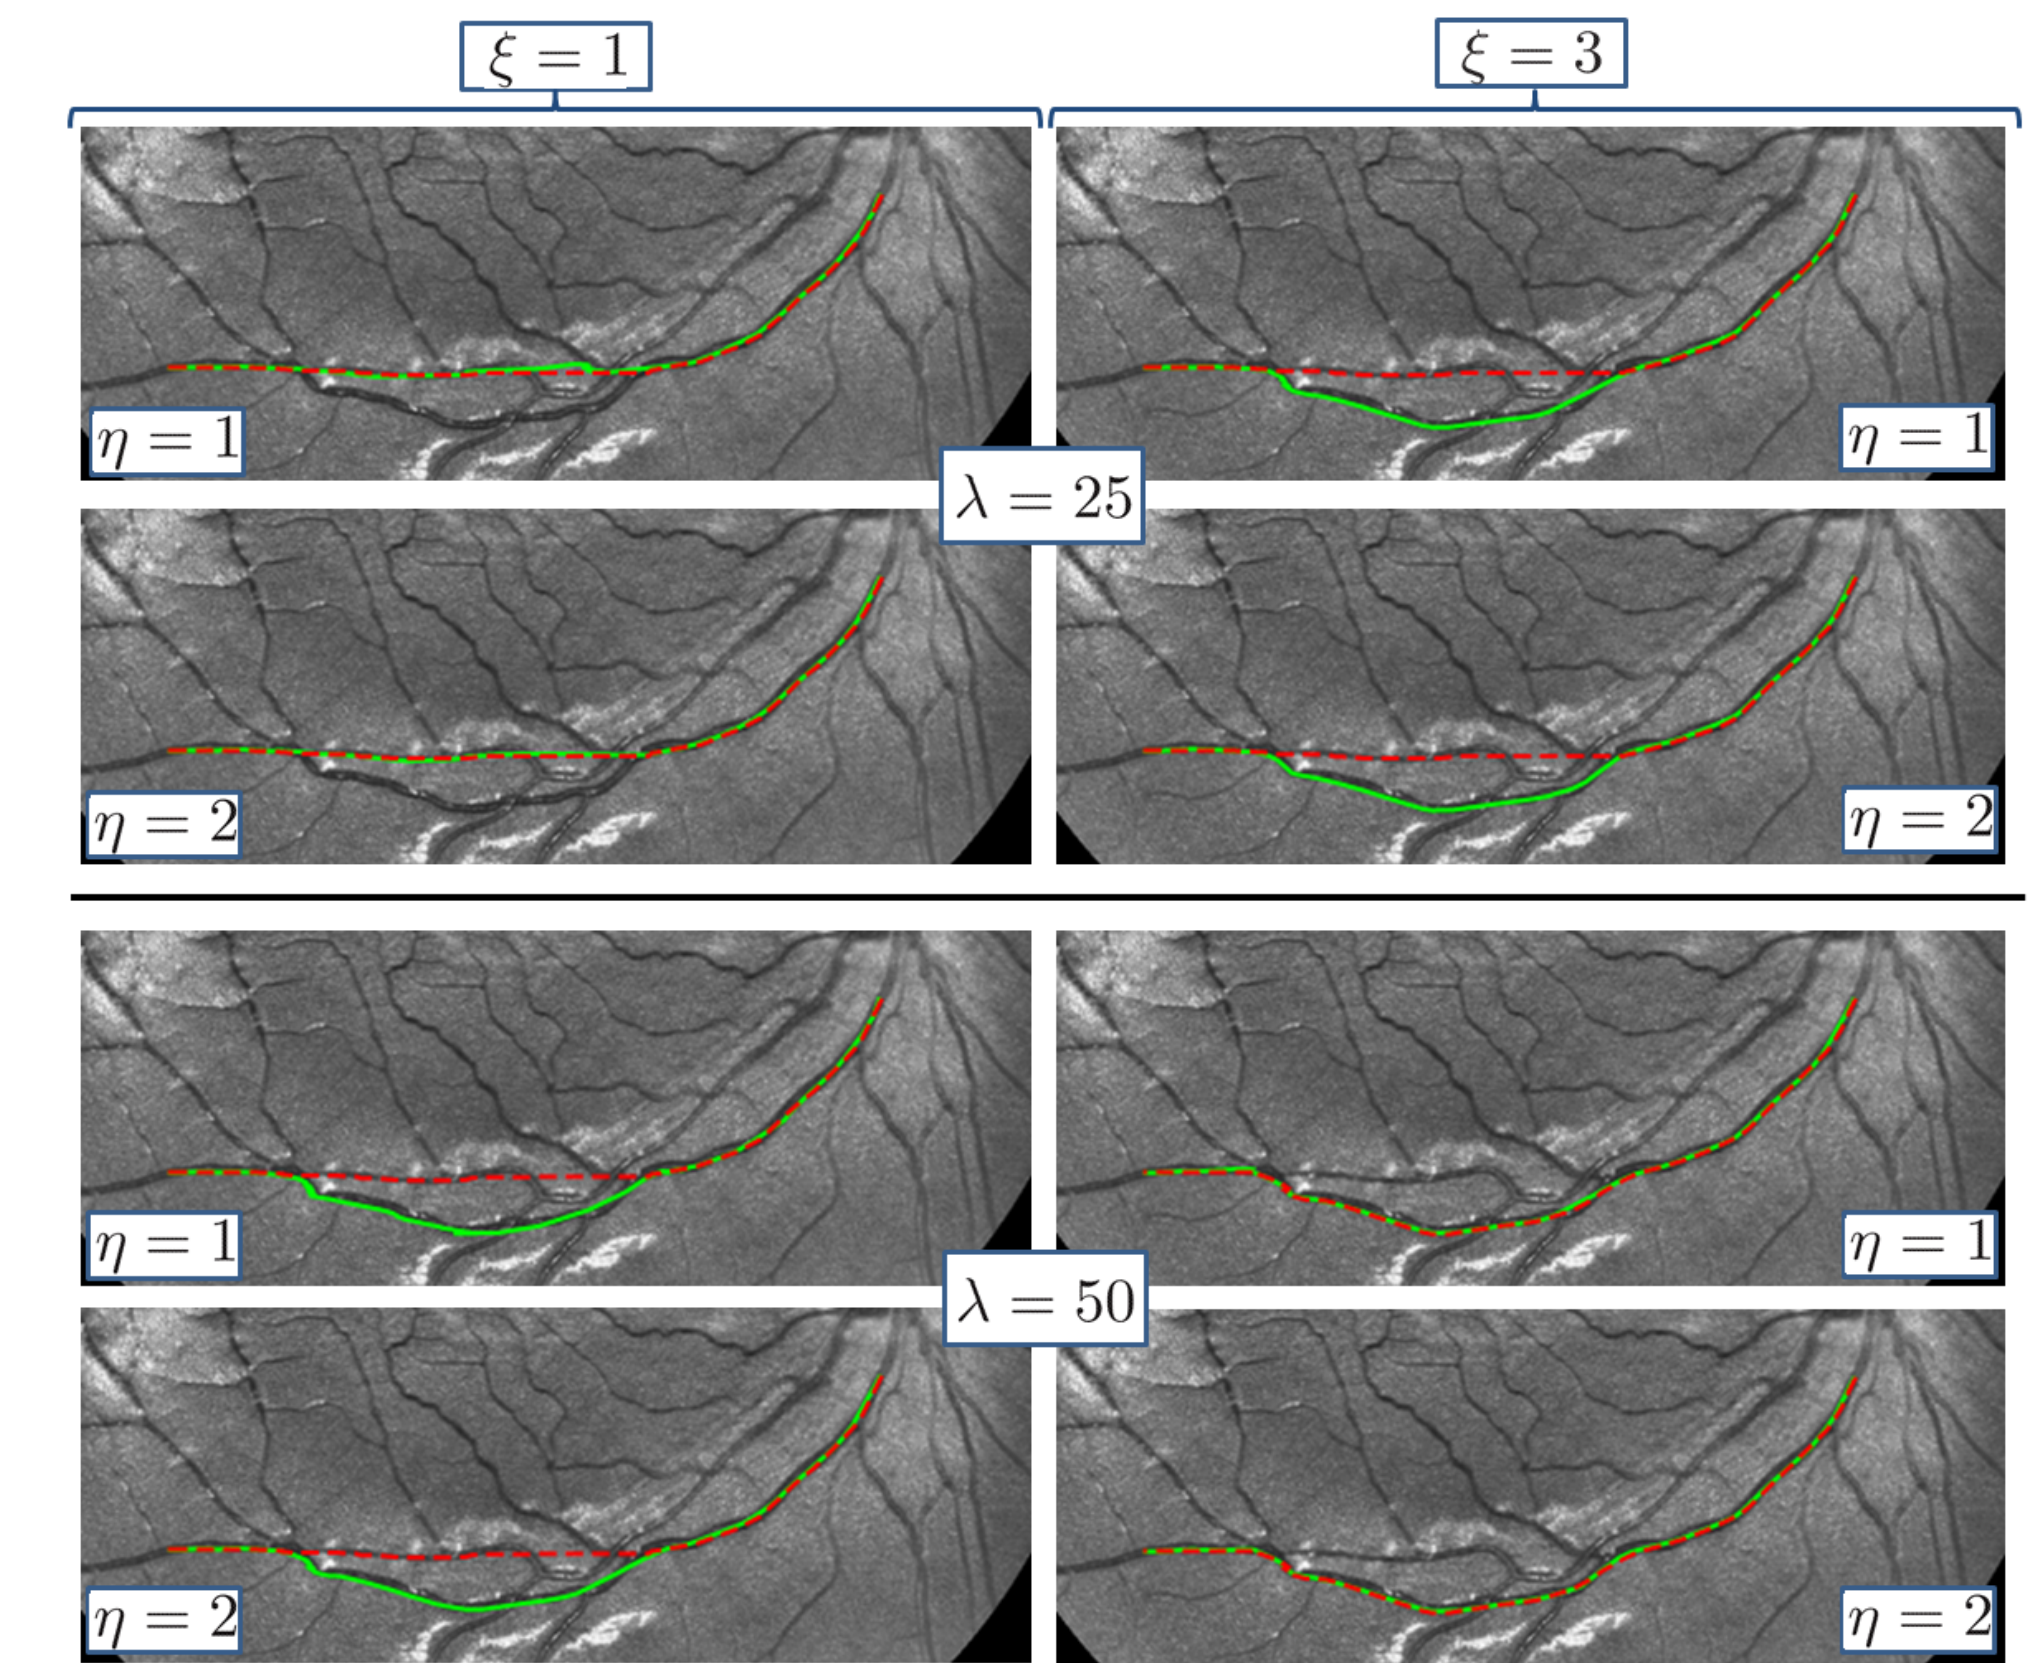 ξ = 1
ξ = 3
η = 1
η = 1
λ = 25
η = 2
η = 2
η = 1
η = 1
λ = 50
η = 2
η = 2